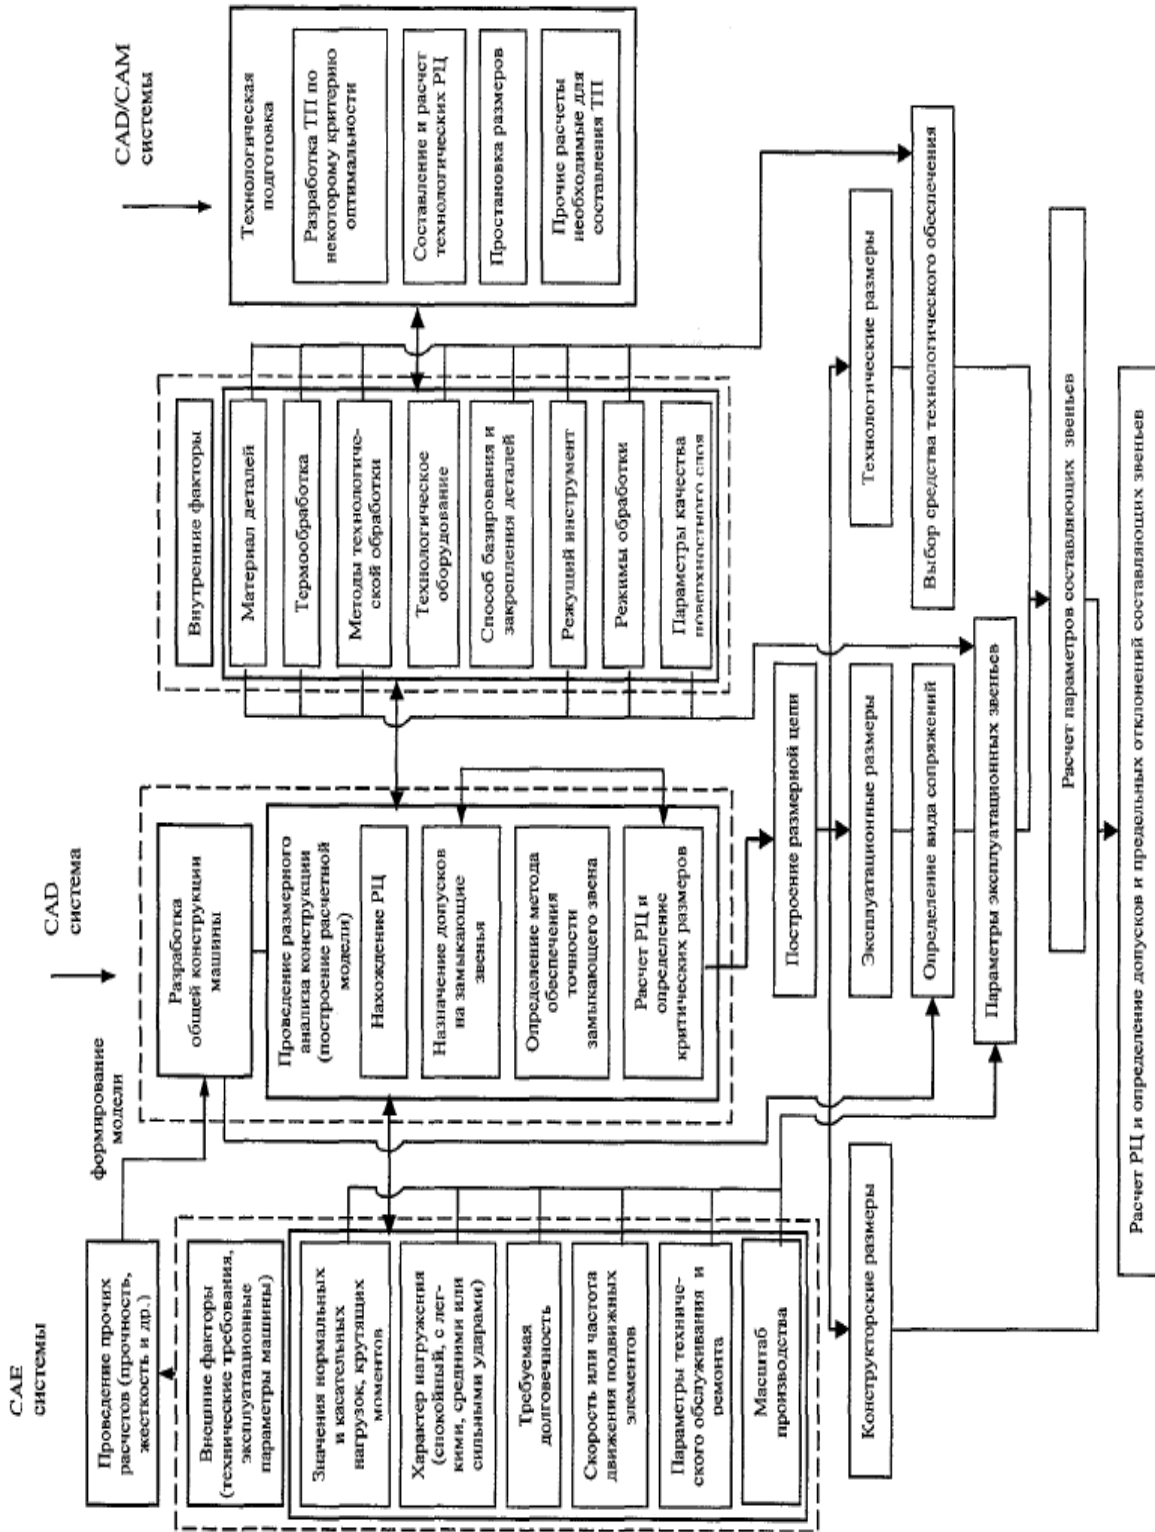 CAE
системы
Проведение прочих
расчетов (прочность,
жесткость и др.)
Внешние факторы
(технические требования,
эксплуатационные
параметры машины)
Значения нормальных
и касательных
нагрузок, крутящих
моментов
Характер нагружения
(спокойный, с лег-
кими, средними или
сильными ударами)
Требуемая
долговечность
Скорость или частота
движения подвижных
элементов
Параметры техниче-
ского обслуживания и
ремонта
Масштаб
производства
формирование
модели
CAD
система
Разработка
общей конструкции
машины
Проведение размерного
анализа конструкции
(построение расчетной
модели)
Нахождение РЦ
Назначение допусков
на замыкающие
звенья
Определение метода
обеспечения
точности
замыкающего звена
Расчет РЦ и
определение
критических размеров
Внутренние факторы
Материал деталей
Термообработка
Методы технологиче-
ской обработки
Технологическое
оборудование
Способ базирования и
закрепления деталей
Режущий инструмент
Режимы обработки
Параметры качества
поверхностного слоя
CAD/CAM
системы
Технологическая
подготовка
Разработка ТП по
некоторому критерию
оптимальности
Составление и расчет
технологических РЦ
Простановка размеров
Прочие расчеты
необходимые для
составления ТП
Построение размерной цепи
Конструкторские размеры
Эксплуатационные размеры
Технологические размеры
Определение вида сопряжений
Выбор средства технологического обеспечения
Параметры эксплуатационных звеньев
Расчет параметров составляющих звеньев
Расчет РЦ и определение допусков и предельных отклонений составляющих звеньев